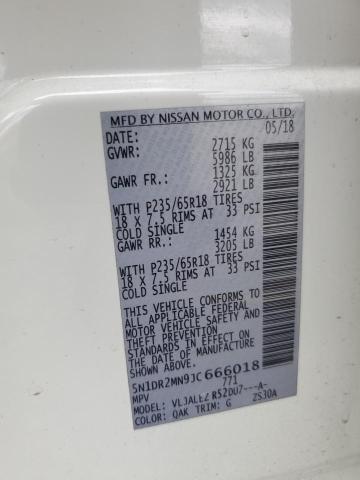 MFD BY NISSAN MOTOR CO., LTD.
DATE: 05/18
GVWR: 2715 KG
5986 LB
GAWR FR.: 1325 KG
2921 LB
WITH P235/65R18 TIRES
18 X 7.5 RIMS AT 33 PSI
COLD SINGLE
GAWR RR.: 1454 KG
3205 LB
WITH P235/65R18 TIRES
18 X 7.5 RIMS AT 33 PSI
COLD SINGLE
THIS VEHICLE CONFORMS TO
ALL APPLICABLE FEDERAL
MOTOR VEHICLE SAFETY AND
THEFT PREVENTION
STANDARDS IN EFFECT ON
THE DATE OF MANUFACTURE
SHOWN ABOVE.
5N1DR2MN9JC666018
MPV 771
MODEL: R52DU7---A-
COLOR: QAK TRIM: G ZS30A